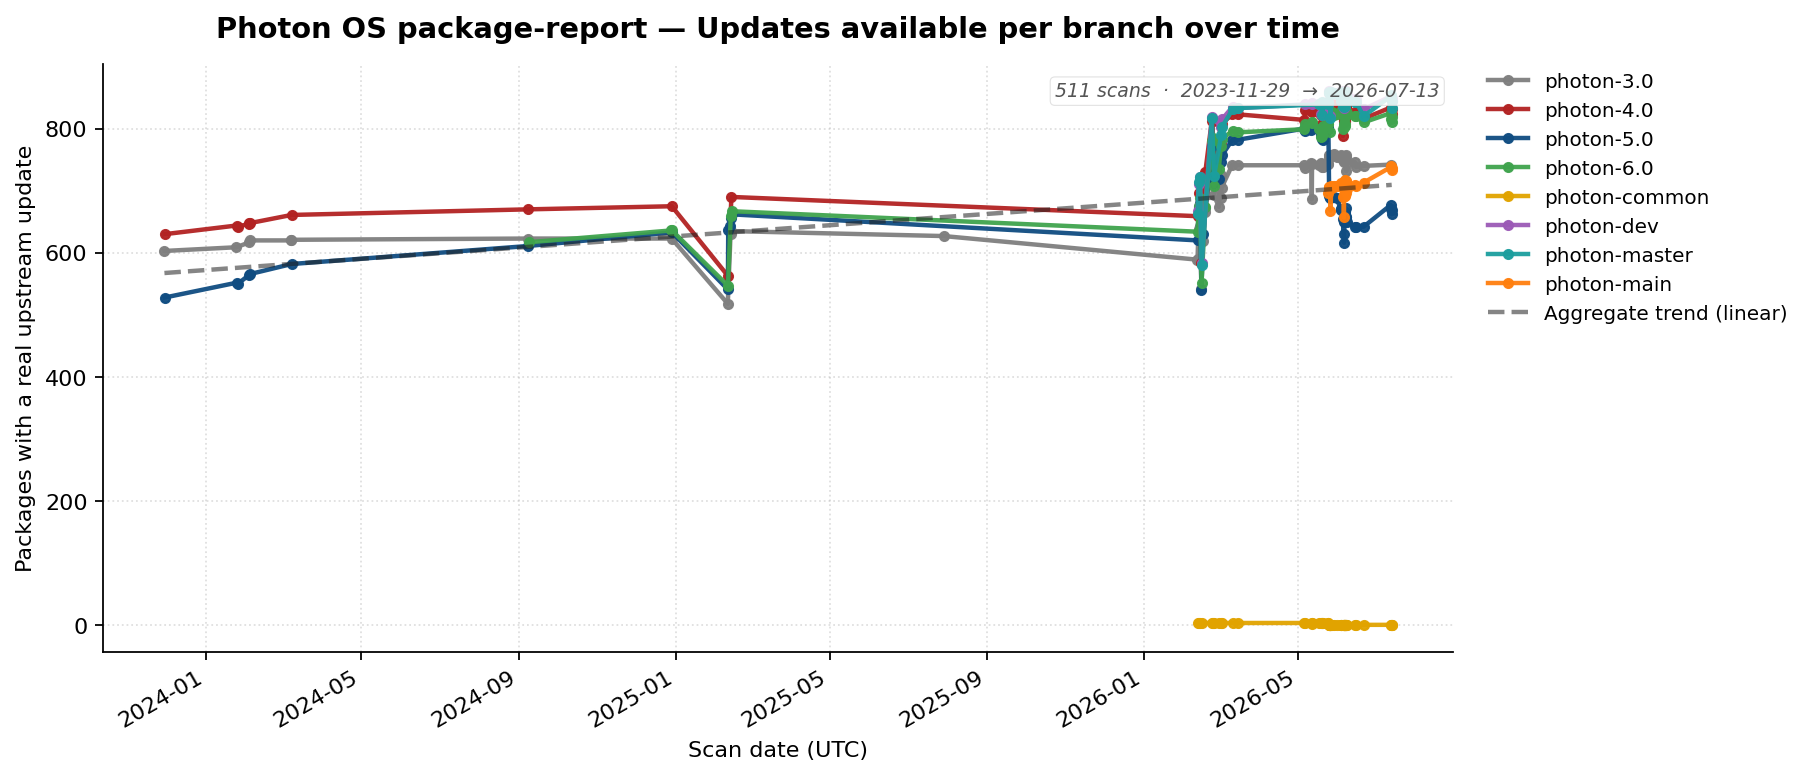 Photon OS package-report — Updates available per branch over time
511 scans · 2023-11-29 → 2026-07-13
photon-3.0
photon-4.0
photon-5.0
photon-6.0
photon-common
photon-dev
photon-master
photon-main
Aggregate trend (linear)
Packages with a real upstream update
800
600
400
200
0
2024-01
2024-05
2024-09
2025-01
2025-05
2025-09
2026-01
2026-05
Scan date (UTC)